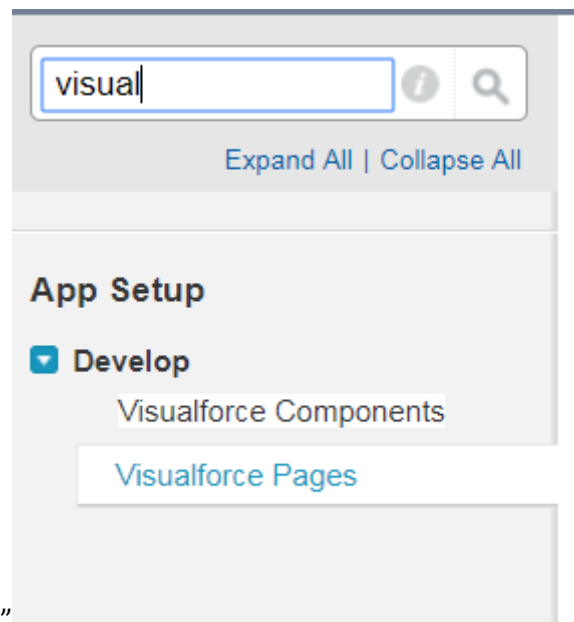 visual
Expand All | Collapse All
App Setup
Develop
Visualforce Components
Visualforce Pages
”